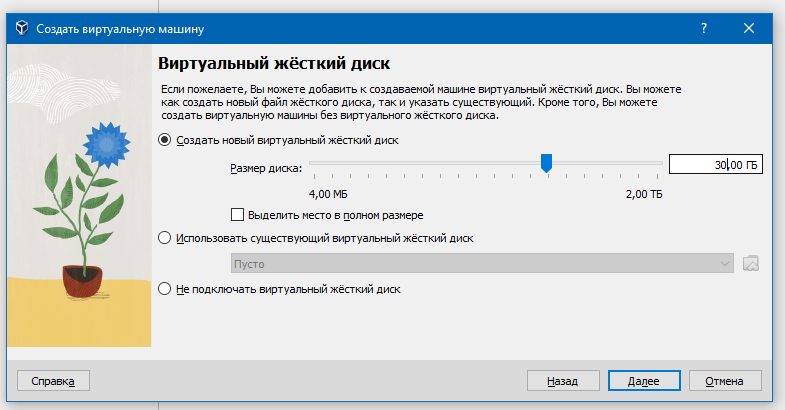 Создать виртуальную машину
Виртуальный жёсткий диск
Если пожелаете, Вы можете добавить к создаваемой машине виртуальный жёсткий диск. Вы можете
как создать новый файл жёсткого диска, так и указать существующий. Кроме того, Вы можете
создать виртуальную машины без виртуального жёсткого диска.
Создать новый виртуальный жёсткий диск
Размер диска:
30,00 ГБ
4,00 МБ
2,00 ТБ
Выделить место в полном размере
Использовать существующий виртуальный жёсткий диск
Пусто
Не подключать виртуальный жёсткий диск
Справка
Назад
Далее
Отмена